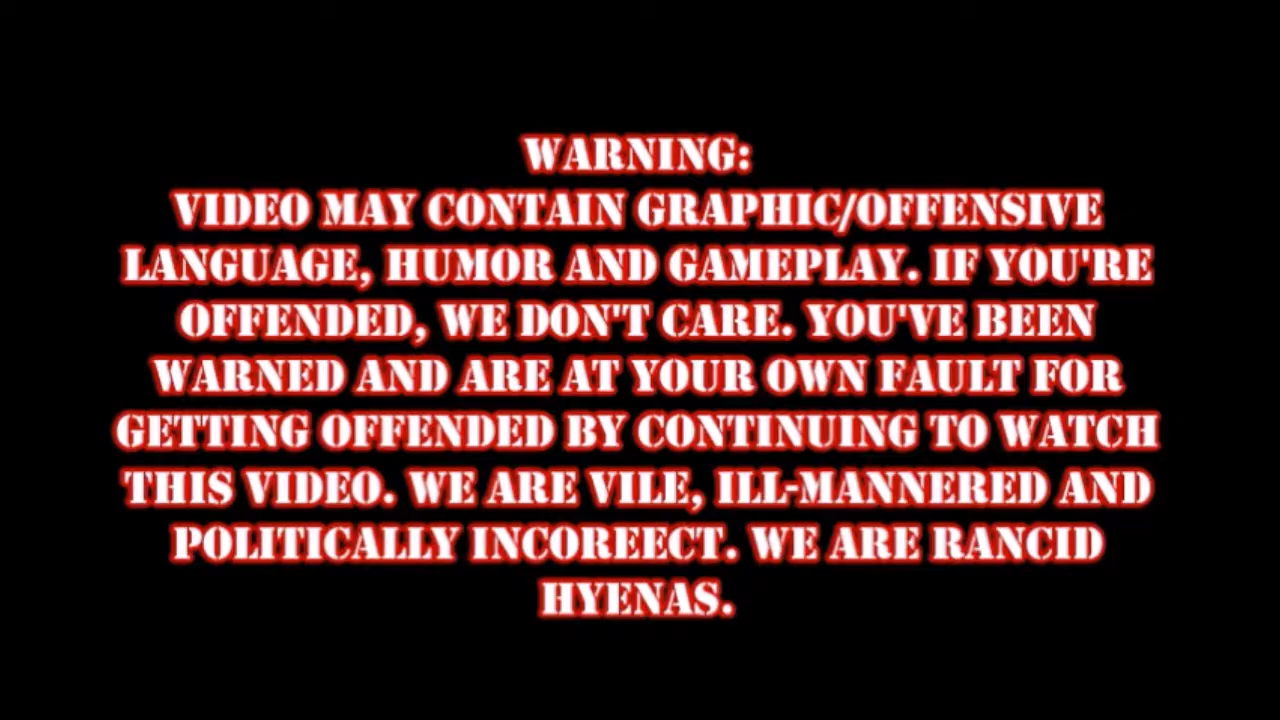 WARNING:
VIDEO MAY CONTAIN GRAPHIC/OFFENSIVE
LANGUAGE, HUMOR AND GAMEPLAY. IF YOU'RE
OFFENDED, WE DON'T CARE. YOU'VE BEEN
WARNED AND ARE AT YOUR OWN FAULT FOR
GETTING OFFENDED BY CONTINUING TO WATCH
THIS VIDEO. WE ARE VILE, ILL-MANNERED AND
POLITICALLY INCOREECT. WE ARE RANCID
HYENAS.